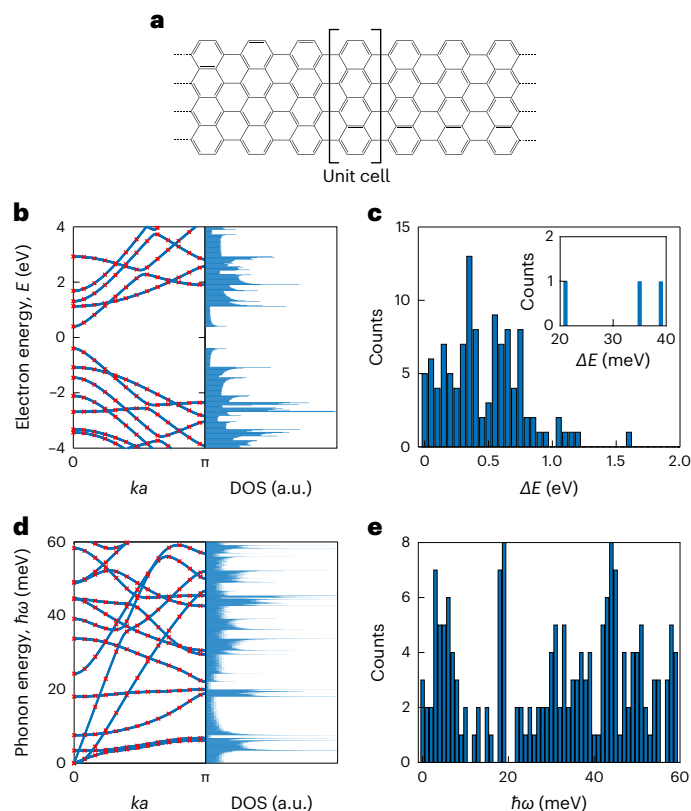 a
Unit cell
b
Electron energy, E (eV)
4
2
0
−2
−4
0
π
ka
DOS (a.u.)
c
Counts
15
10
5
0
0
0.5
1.0
1.5
2.0
ΔE (eV)
Counts
2
1
0
20
30
40
ΔE (meV)
d
Phonon energy, ℏω (meV)
60
40
20
0
0
π
ka
DOS (a.u.)
e
Counts
8
6
4
2
0
0
20
40
60
ℏω (meV)